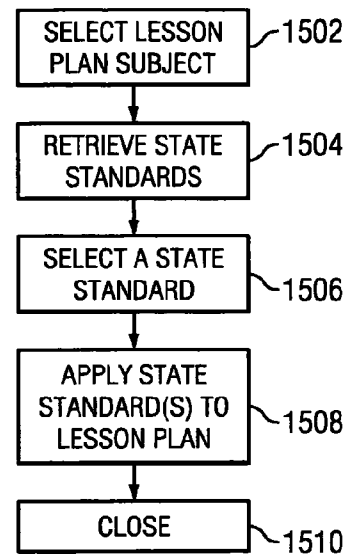 SELECT LESSON
PLAN SUBJECT
1502
RETRIEVE STATE
STANDARDS
1504
SELECT A STATE
STANDARD
1506
APPLY STATE
STANDARD(S) TO
LESSON PLAN
1508
CLOSE
1510